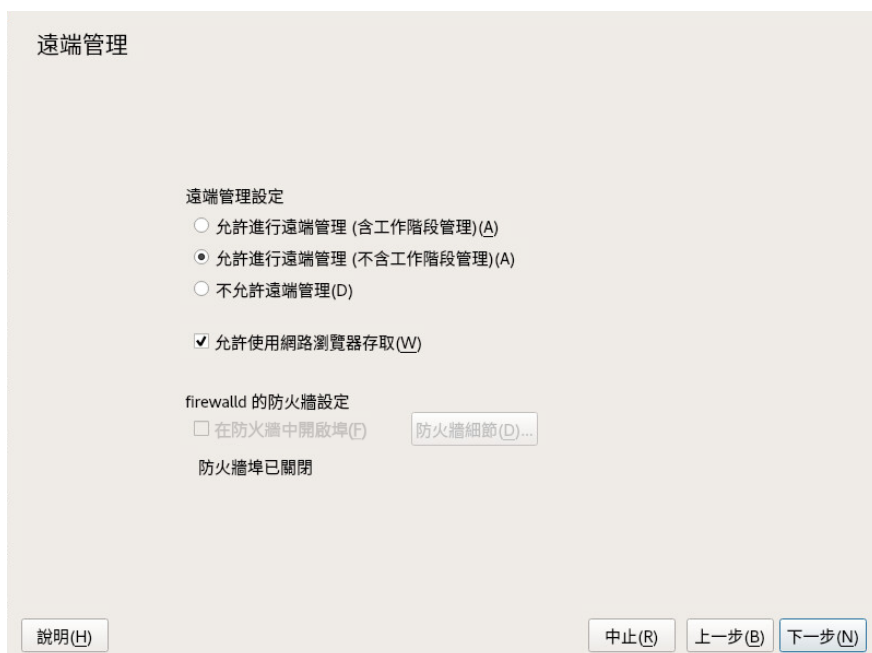 遠端管理
遠端管理設定
允許進行遠端管理 (含工作階段管理)(A)
允許進行遠端管理 (不含工作階段管理)(A)
不允許遠端管理(D)
允許使用網路瀏覽器存取(W)
firewalld 的防火牆設定
在防火牆中開啟埠(F) 防火牆細節(D)...
防火牆埠已關閉
說明(H) 中止(R) 上一步(B) 下一步(N)